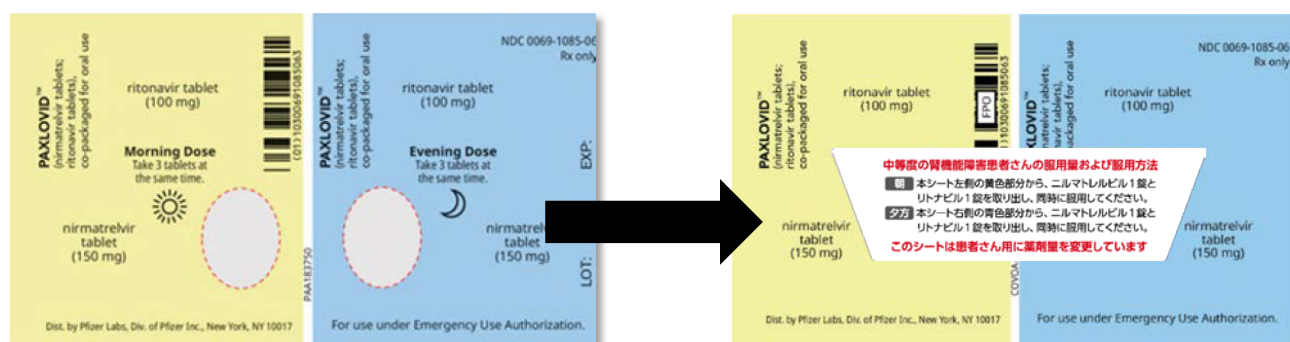 PAXLOVID™
(nirmatrelvir tablets;
ritonavir tablets),
co-packaged for oral use
ritonavir tablet
(100 mg)
(01)10300691085063
Morning Dose
Take 3 tablets at
the same time.
nirmatrelvir
tablet
(150 mg)
Dist. by Pfizer Labs, Div. of Pfizer Inc., New York, NY 10017
PAA183750
PAXLOVID™
(nirmatrelvir tablets;
ritonavir tablets),
co-packaged for oral use
NDC 0069-1085-06
Rx only
ritonavir tablet
(100 mg)
Evening Dose
Take 3 tablets at
the same time.
nirmatrelvir
tablet
(150 mg)
EXP:
LOT:
For use under Emergency Use Authorization.
PAXLOVID™
(nirmatrelvir tablets;
ritonavir tablets),
co-packaged for oral use
ritonavir tablet
(100 mg)
FPO
10300691085063
nirmatrelvir
tablet
(150 mg)
Dist. by Pfizer Labs, Div. of Pfizer Inc., New York, NY 10017
COVOA-
tablets;
tablets),
co-packaged for oral use
NDC 0069-1085-06
Rx only
ritonavir tablet
(100 mg)
中等度の腎機能障害患者さんの服用量および服用方法
朝 本シート左側の黄色部分から、ニルマトレルビル1錠と
リトナビル1錠を取り出し、同時に服用してください。
夕方 本シート右側の青色部分から、ニルマトレルビル1錠と
リトナビル1錠を取り出し、同時に服用してください。
このシートは患者さん用に薬剤量を変更しています
nirmatrelvir
tablet
(150 mg)
For use under Emergency Use Authorization.